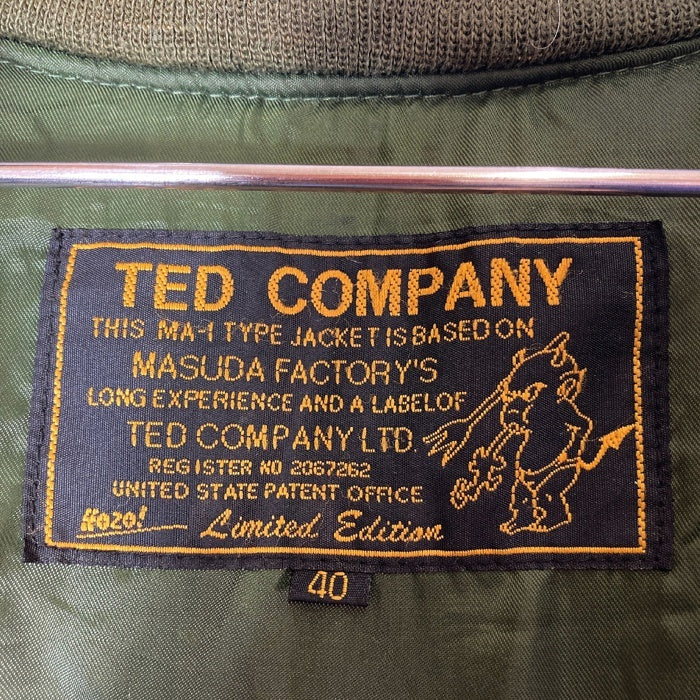 TED COMPANY
THIS MA-1 TYPE JACKET IS BASED ON
MASUDA FACTORY'S
LONG EXPERIENCE AND A LABELOF
TED COMPANY LTD.
REGISTER NO 2067262
UNITED STATE PATENT OFFICE
Hozo! Limited Edition
40